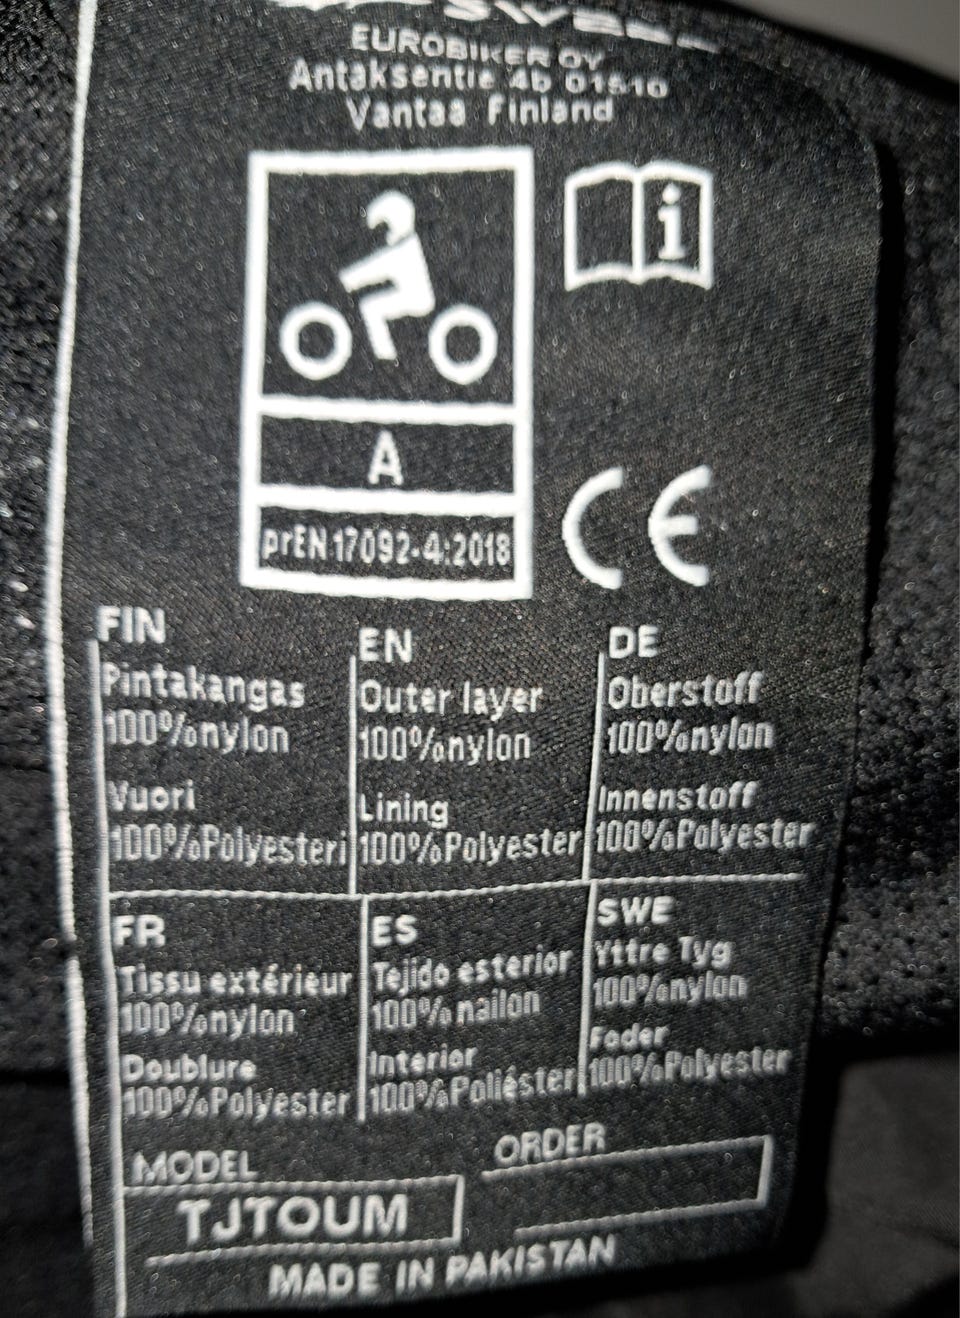 EUROBIKER OY
Antaksentie 4b 01510
Vantaa Finland
i
A
prEN 17092-4:2018
CE
FIN
Pintakangas
100%nylon
Vuori
100%Polyesteri
EN
Outer layer
100%nylon
Lining
100%Polyester
DE
Oberstoff
100%nylon
Innenstoff
100%Polyester
FR
Tissu extérieur
100%nylon
Doublure
100%Polyester
ES
Tejido esterior
100%nailon
Interior
100%Poliéster
SWE
Yttre Tyg
100%nylon
Foder
100%Polyester
MODEL
TJTOUM
ORDER
MADE IN PAKISTAN